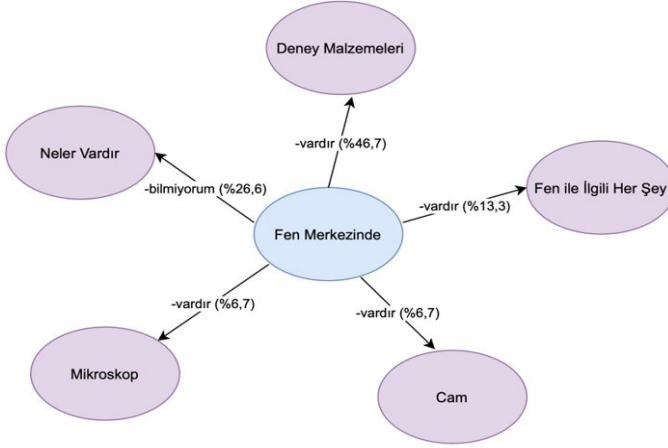 Deney Malzemeleri
-vardır (%46,7)
Neler Vardır
-bilmiyorum (%26,6)
Fen ile İlgili Her Şey
-vardır (%13,3)
Fen Merkezinde
-vardır (%6,7)
-vardır (%6,7)
Mikroskop
Cam